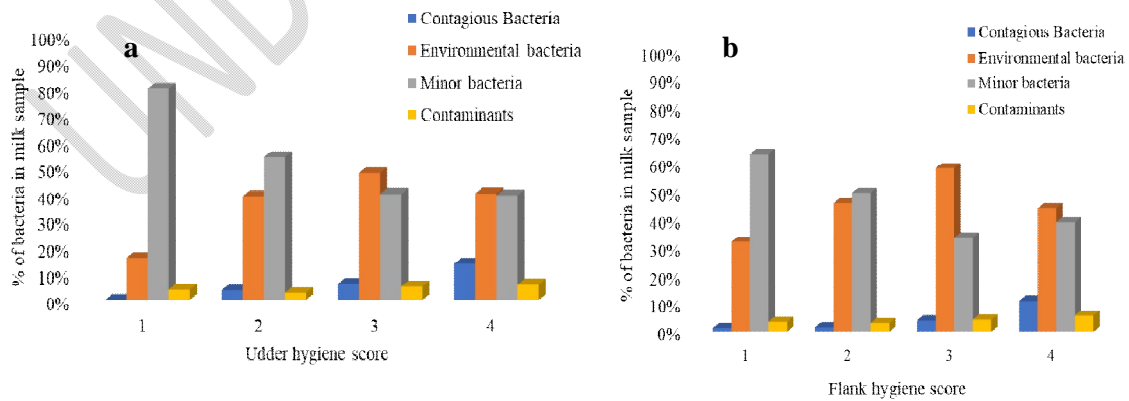 a
Contagious Bacteria
Environmental bacteria
Minor bacteria
Contaminants
% of bacteria in milk sample
100%
90%
80%
70%
60%
50%
40%
30%
20%
10%
0%
1 2 3 4
Udder hygiene score
b
Contagious Bacteria
Environmental bacteria
Minor bacteria
Contaminants
% of bacteria in milk sample
100%
90%
80%
70%
60%
50%
40%
30%
20%
10%
0%
1 2 3 4
Flank hygiene score